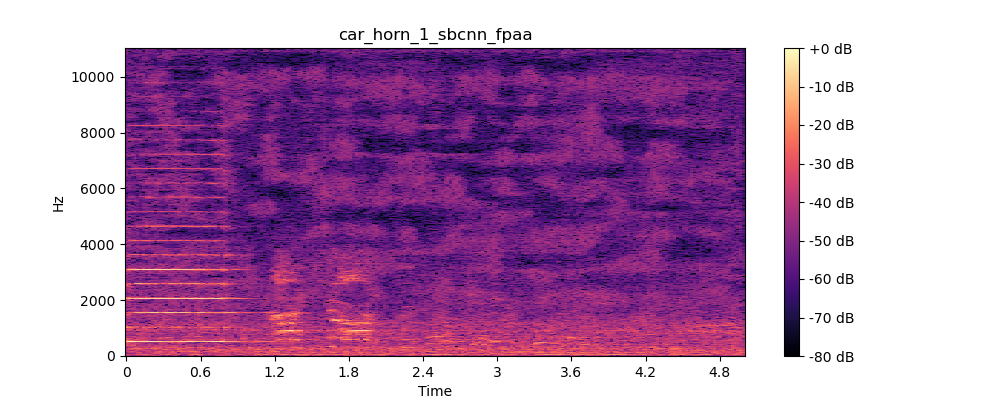 car_horn_1_sbcnn_fpaa
10000
8000
6000
4000
2000
0
Hz
0 0.6 1.2 1.8 2.4 3 3.6 4.2 4.8
Time
+0 dB
-10 dB
-20 dB
-30 dB
-40 dB
-50 dB
-60 dB
-70 dB
-80 dB